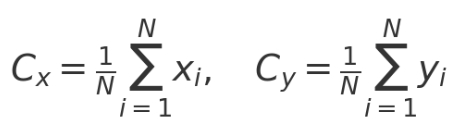 $C_x = \frac{1}{N}\sum_{i=1}^{N} x_i, \quad C_y = \frac{1}{N}\sum_{i=1}^{N} y_i$